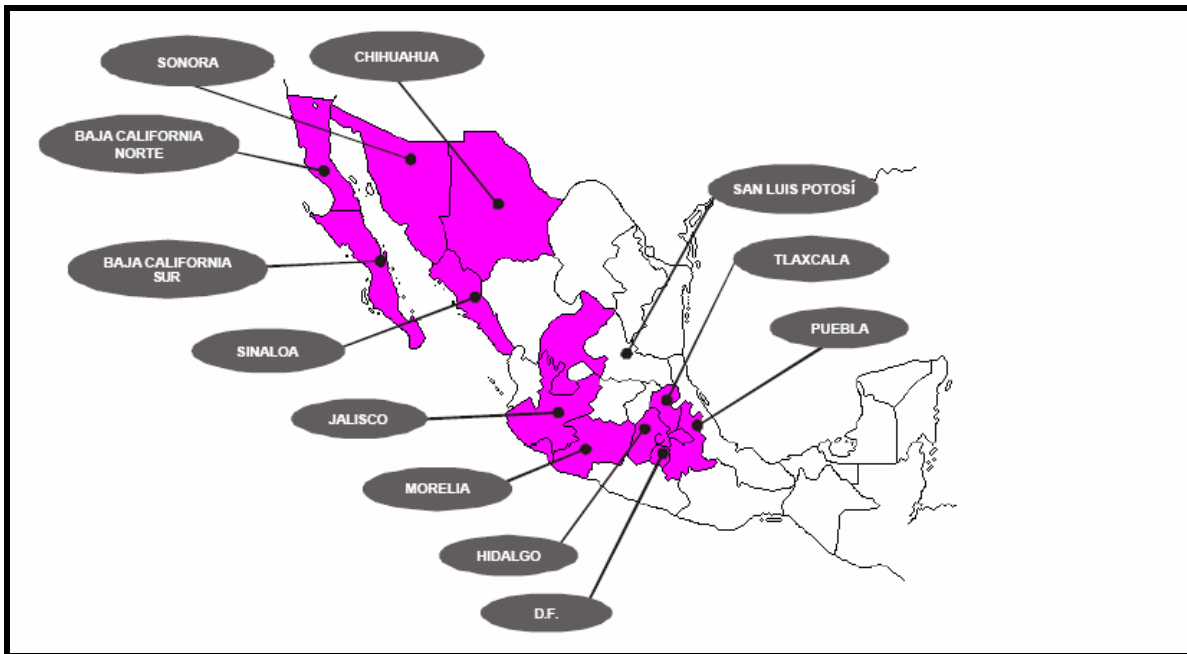 CHIHUAHUA
SONORA
BAJA CALIFORNIA
NORTE
SAN LUIS POTOSÍ
BAJA CALIFORNIA
SUR
TLAXCALA
PUEBLA
SINALOA
JALISCO
MORELIA
HIDALGO
D.F.